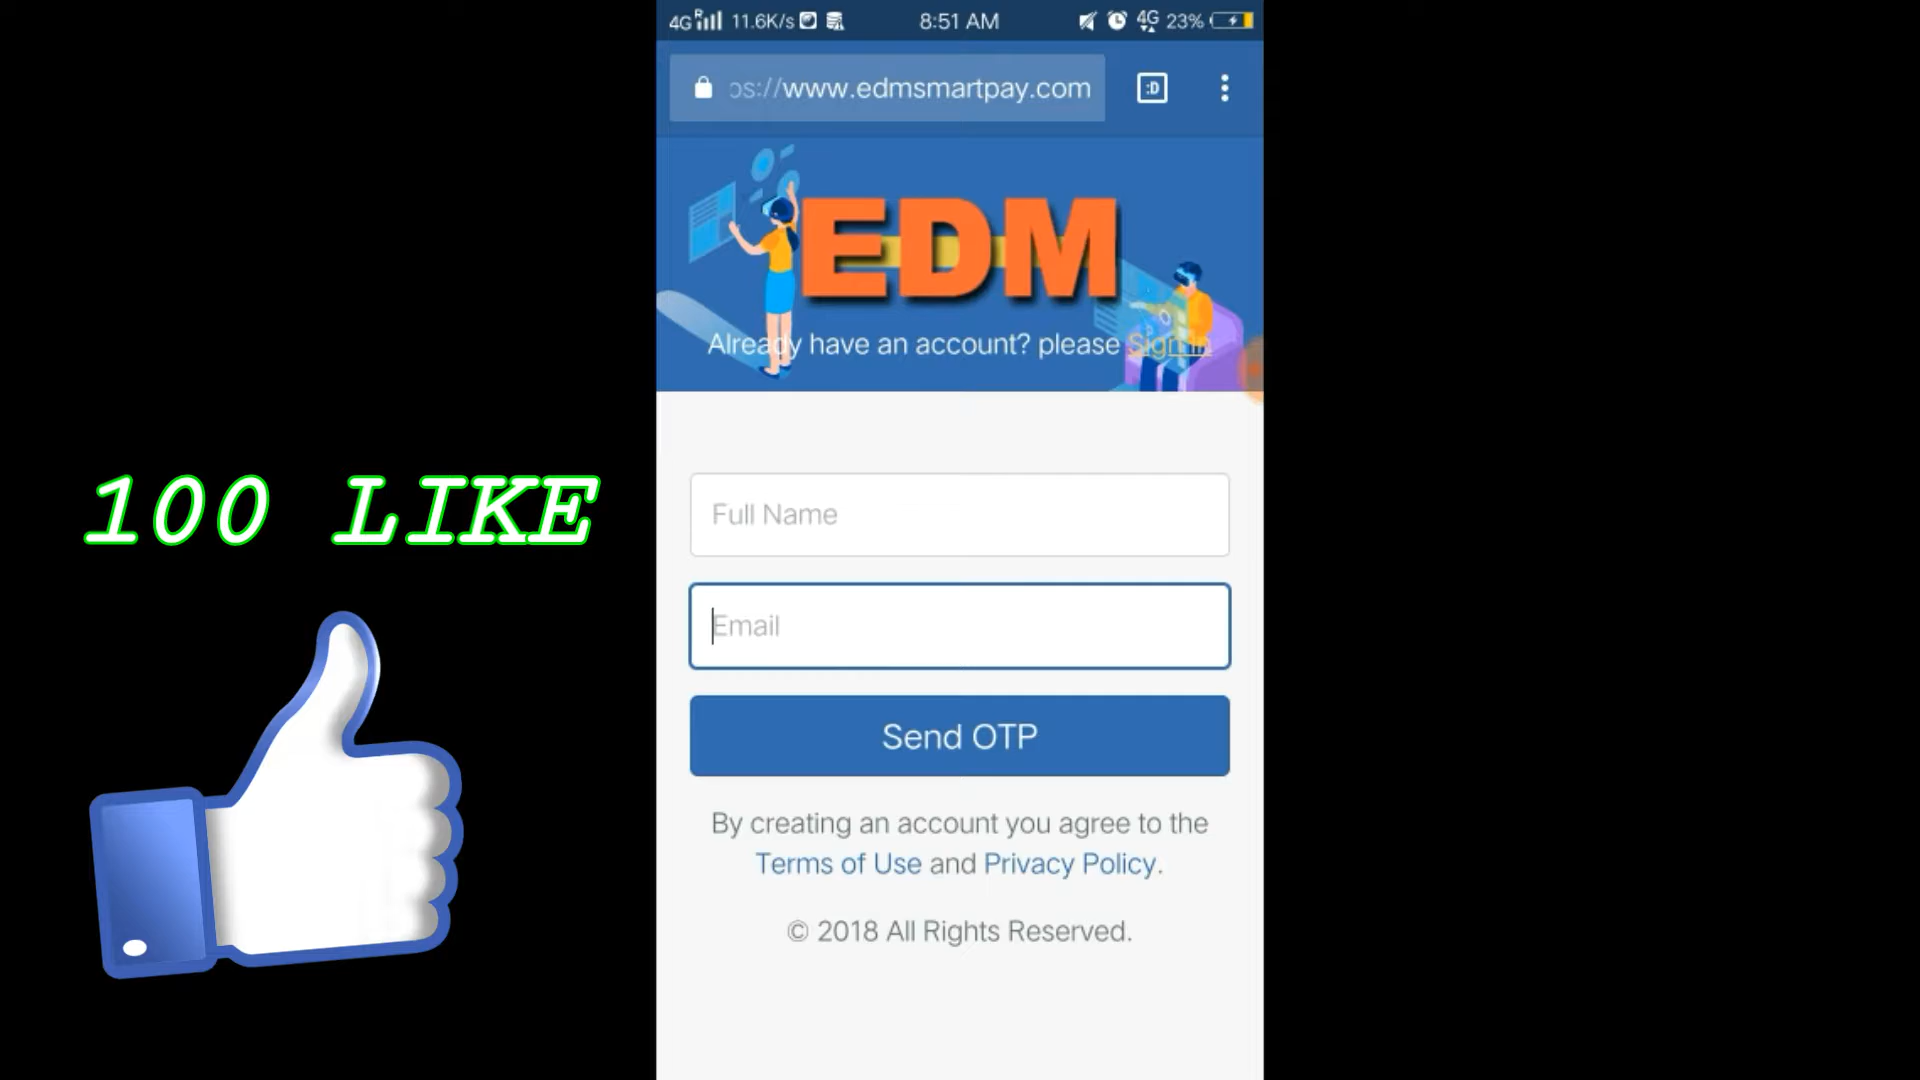 4G R 11.6K/s 8:51 AM 4G 23%
ps://www.edmsmartpay.com :D
EDM
Already have an account? please Sign in
100 LIKE
Full Name
Email
Send OTP
By creating an account you agree to the
Terms of Use and Privacy Policy.
© 2018 All Rights Reserved.